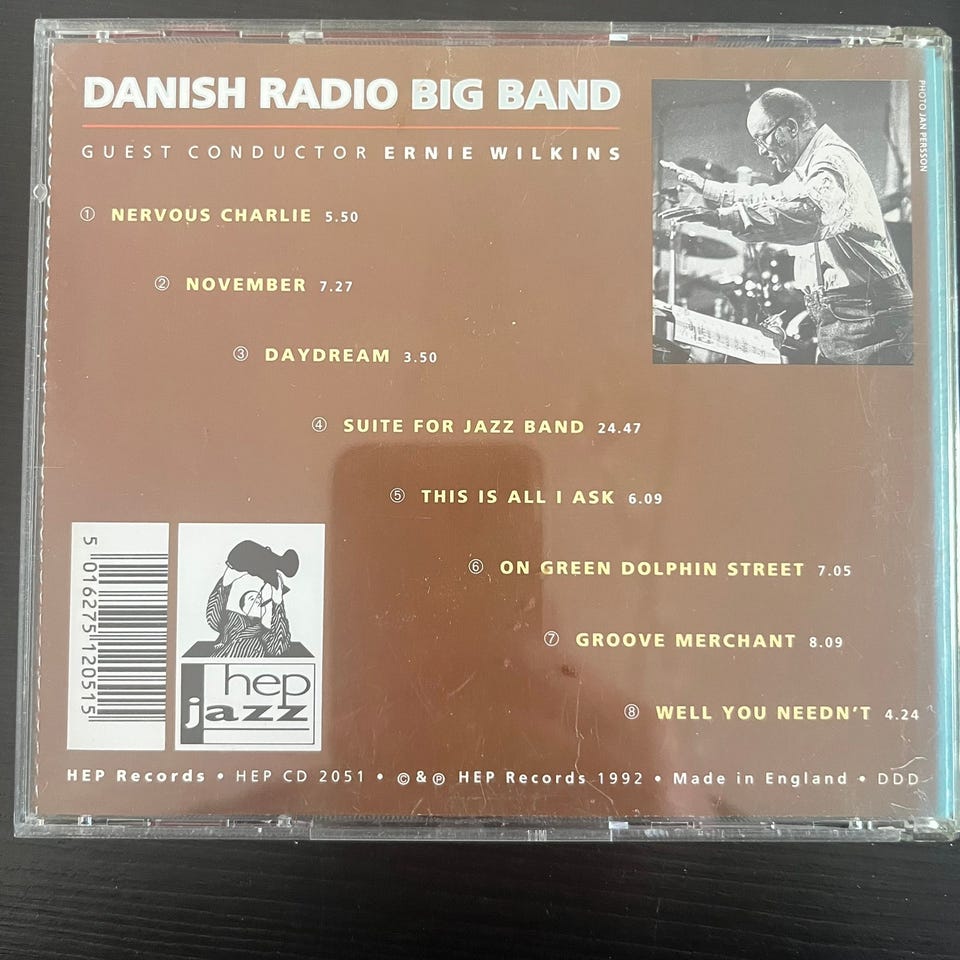 DANISH RADIO BIG BAND
GUEST CONDUCTOR ERNIE WILKINS
PHOTO JAN PERSSON
① NERVOUS CHARLIE 5.50
② NOVEMBER 7.27
③ DAYDREAM 3.50
④ SUITE FOR JAZZ BAND 24.47
⑤ THIS IS ALL I ASK 6.09
⑥ ON GREEN DOLPHIN STREET 7.05
⑦ GROOVE MERCHANT 8.09
⑧ WELL YOU NEEDN'T 4.24
5 016275 120515
hep
jazz
HEP Records • HEP CD 2051 • © & ℗ HEP Records 1992 • Made in England • DDD